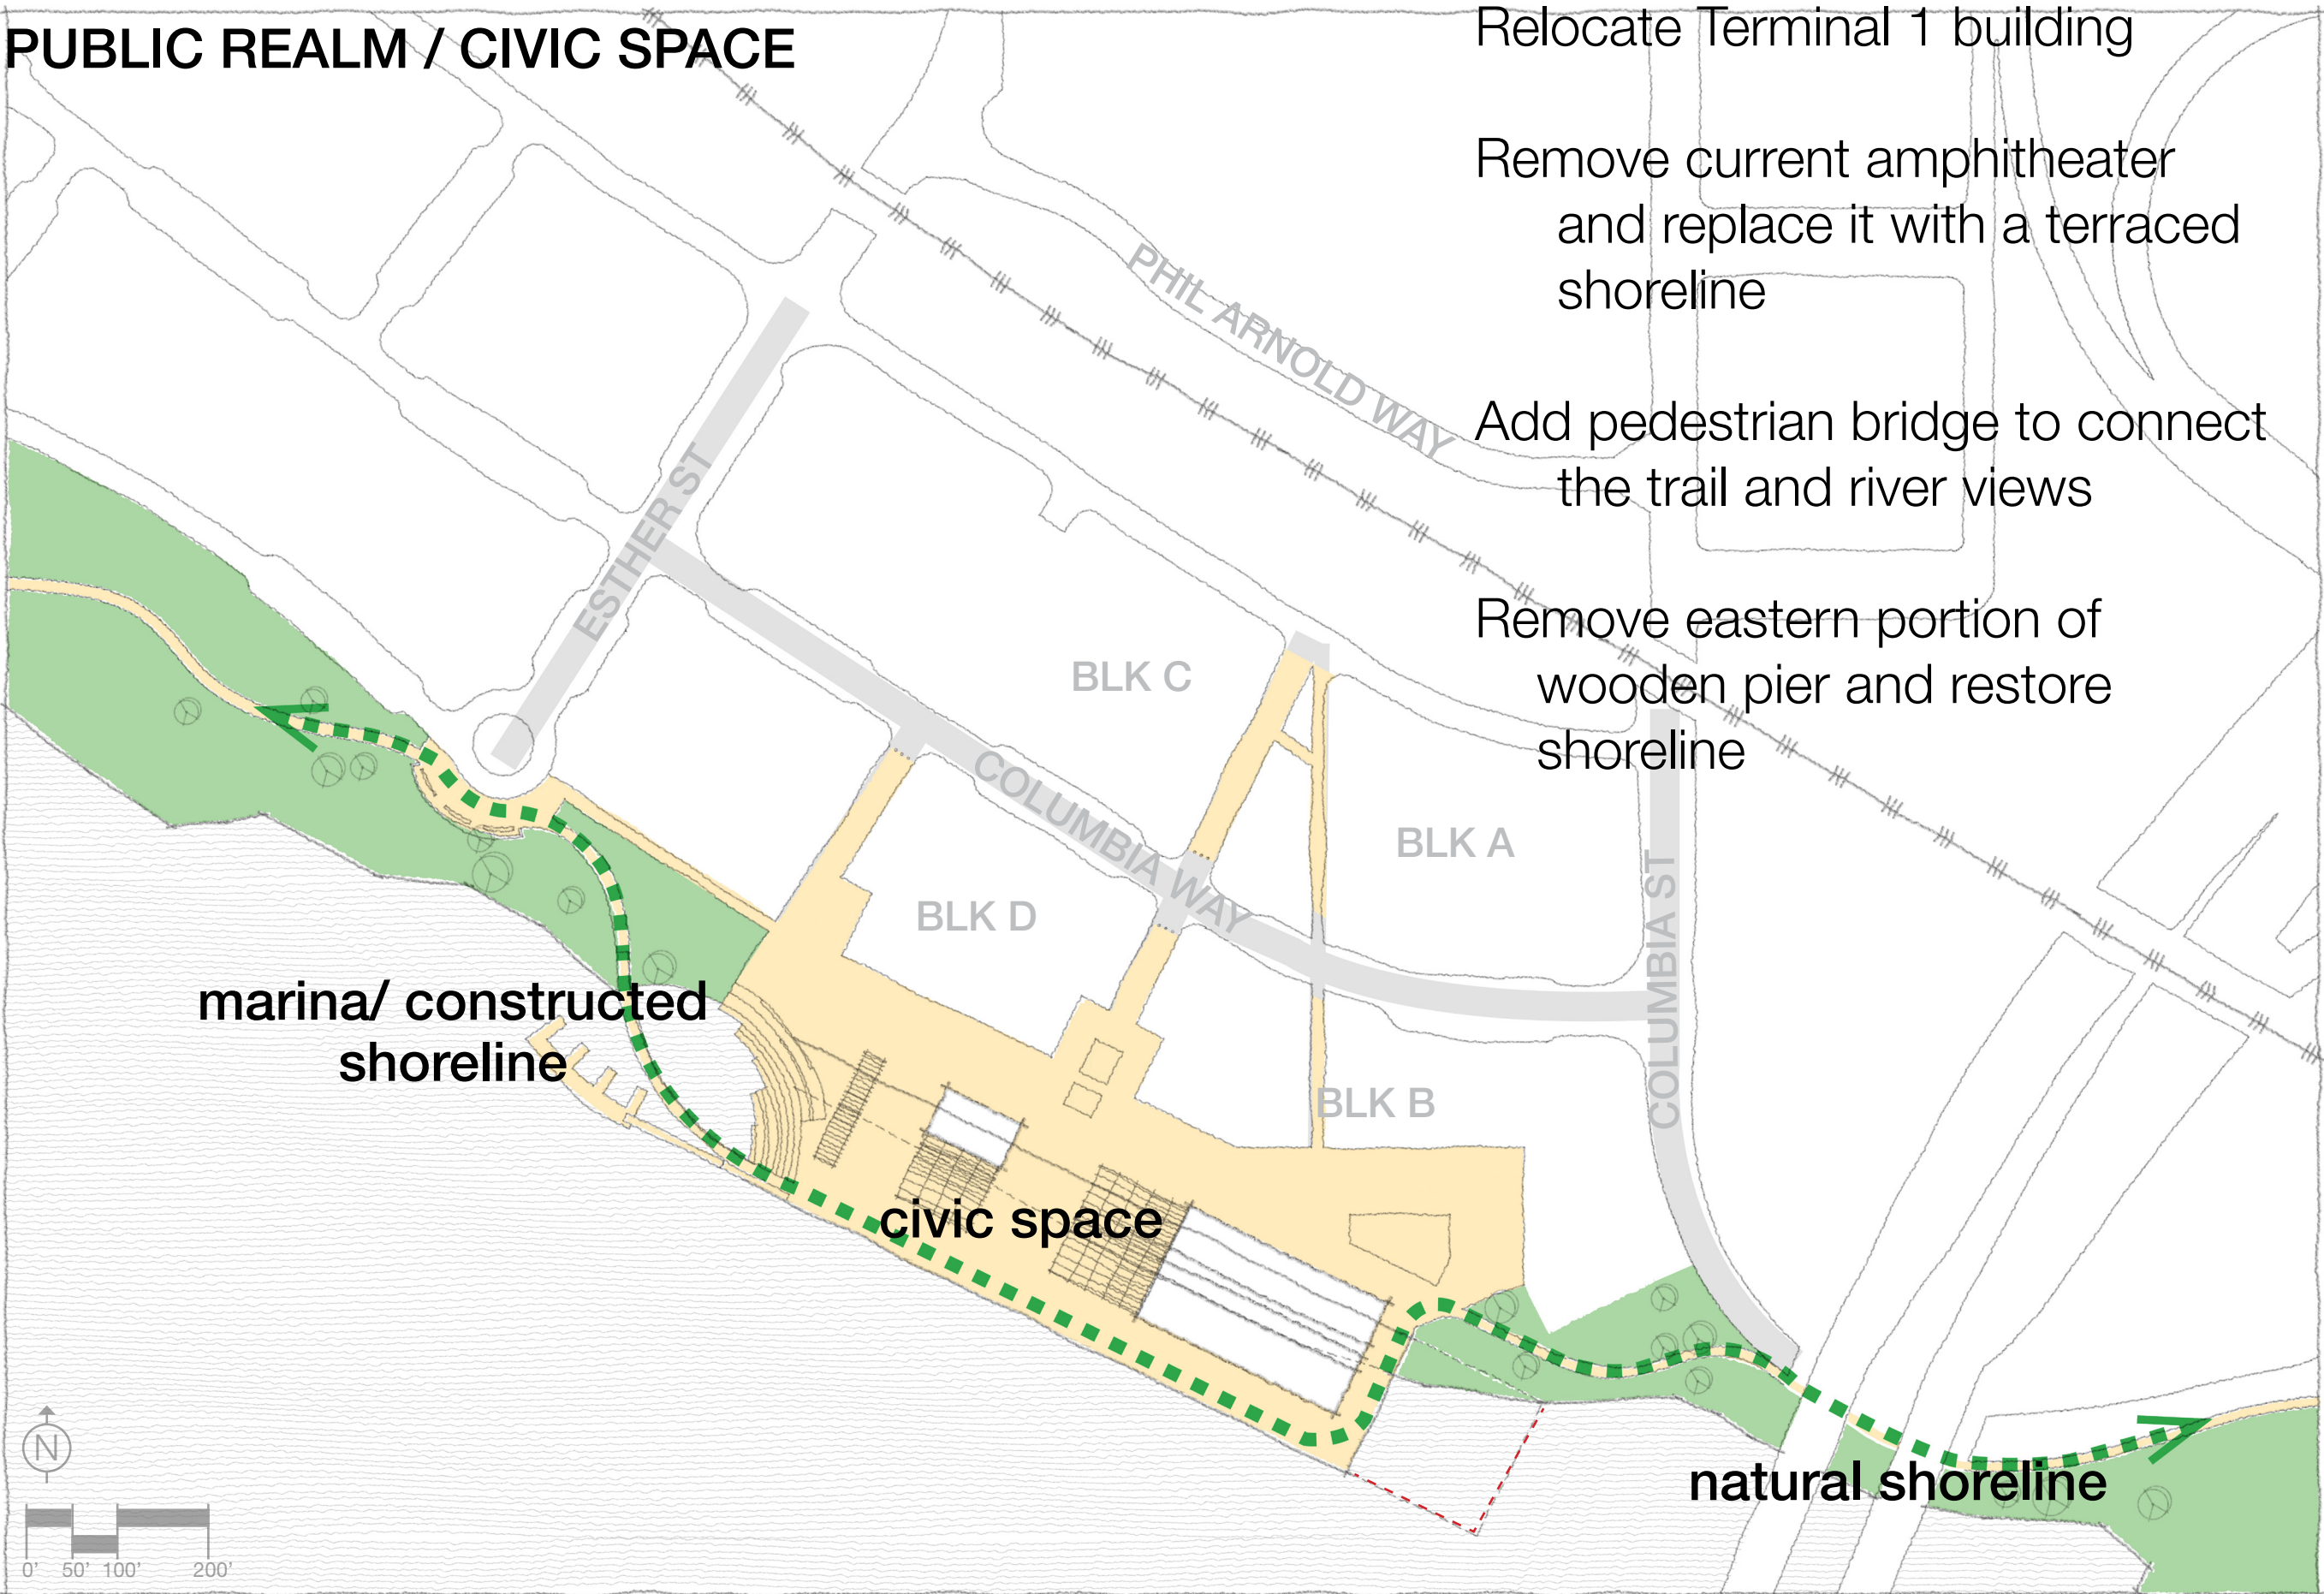 PUBLIC REALM / CIVIC SPACE
Relocate Terminal 1 building
Remove current amphitheater
and replace it with a terraced
shoreline
Add pedestrian bridge to connect
the trail and river views
Remove eastern portion of
wooden pier and restore
shoreline
PHIL ARNOLD WAY
ESTHER ST
BLK C
COLUMBIA WAY
BLK A
BLK D
COLUMBIA ST
BLK B
marina/ constructed
shoreline
civic space
natural shoreline
N
0' 50' 100' 200'